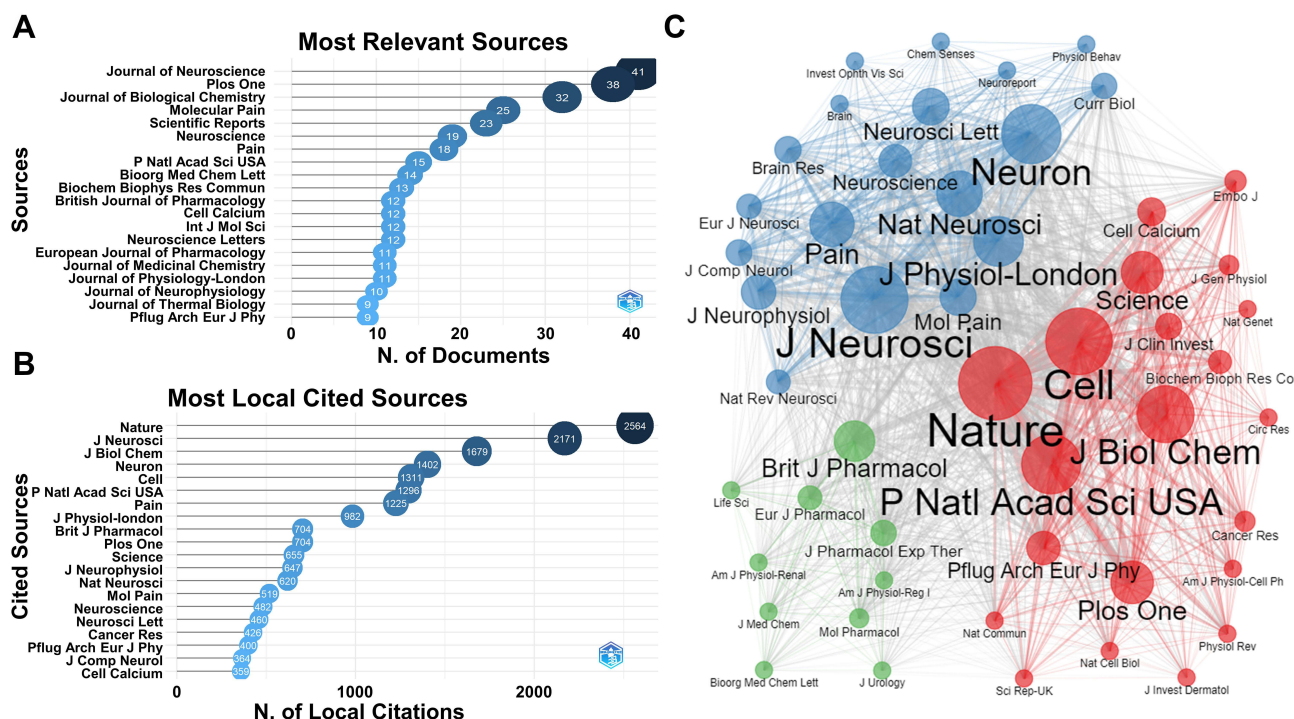 A
Most Relevant Sources
Sources
Journal of Neuroscience 41
Plos One 38
Journal of Biological Chemistry 32
Molecular Pain 25
Scientific Reports 23
Neuroscience 19
Pain 18
P Natl Acad Sci USA 15
Bioorg Med Chem Lett 14
Biochem Biophys Res Commun 13
British Journal of Pharmacology 12
Cell Calcium 12
Int J Mol Sci 12
Neuroscience Letters 12
European Journal of Pharmacology 11
Journal of Medicinal Chemistry 11
Journal of Physiology-London 11
Journal of Neurophysiology 10
Journal of Thermal Biology 9
Pflug Arch Eur J Phy 9
0 10 20 30 40
N. of Documents
B
Most Local Cited Sources
Cited Sources
Nature 2564
J Neurosci 2171
J Biol Chem 1679
Neuron 1402
Cell 1311
P Natl Acad Sci USA 1296
Pain 1225
J Physiol-london 982
Brit J Pharmacol 704
Plos One 704
Science 655
J Neurophysiol 647
Nat Neurosci 620
Mol Pain 519
Neuroscience 482
Neurosci Lett 460
Cancer Res 426
Pflug Arch Eur J Phy 400
J Comp Neurol 364
Cell Calcium 359
0 1000 2000
N. of Local Citations
C
Chem Senses
Physiol Behav
Invest Ophth Vis Sci
Neuroreport
Curr Biol
Brain
Neurosci Lett
Brain Res
Neuron
Neuroscience
Embo J
Eur J Neurosci
Nat Neurosci
Cell Calcium
Pain
J Comp Neurol
J Physiol-London
J Gen Physiol
Science
J Neurophysiol
Mol Pain
Nat Genet
J Neurosci
J Clin Invest
Cell
Biochem Bioph Res Co
Nat Rev Neurosci
Nature
Circ Res
J Biol Chem
Brit J Pharmacol
Life Sci
P Natl Acad Sci USA
Eur J Pharmacol
Cancer Res
J Pharmacol Exp Ther
Pflug Arch Eur J Phy
Am J Physiol-Renal
Am J Physiol-Cell Ph
Am J Physiol-Reg I
Plos One
J Med Chem
Mol Pharmacol
Nat Commun
Physiol Rev
Nat Cell Biol
Bioorg Med Chem Lett
J Urology
Sci Rep-UK
J Invest Dermatol